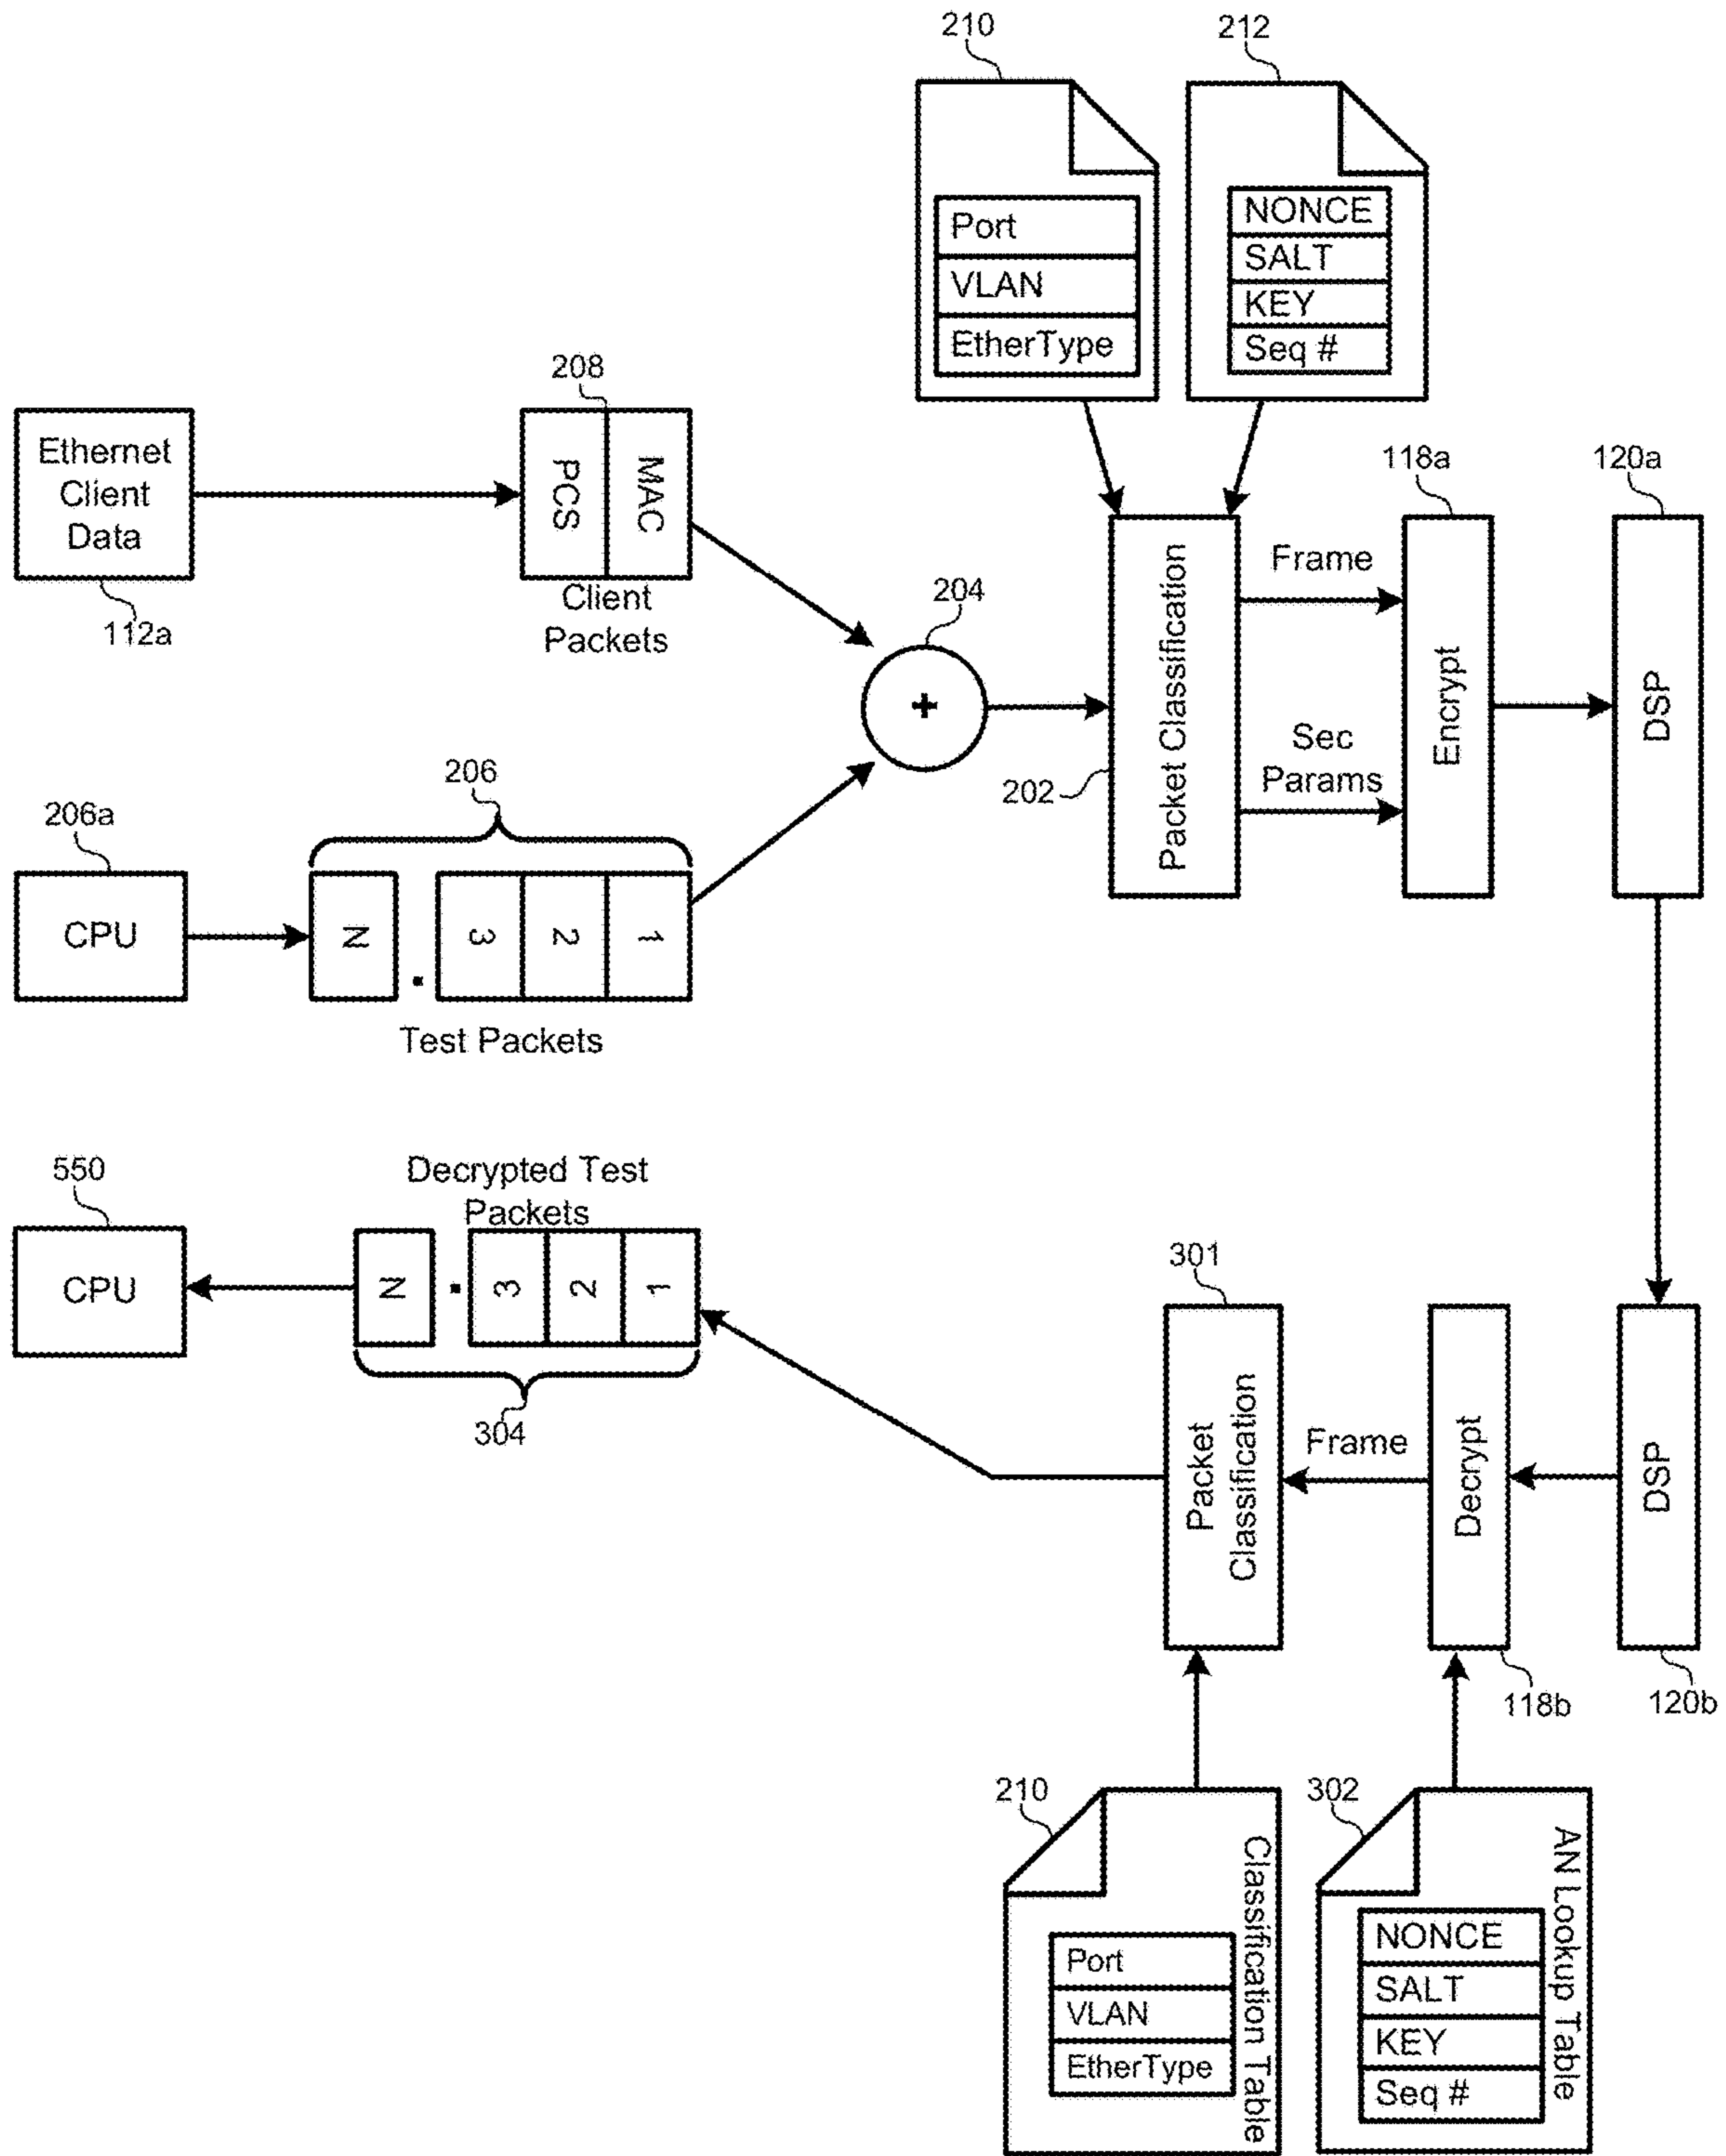 210
212
Port
VLAN
EtherType
NONCE
SALT
KEY
Seq #
208
Ethernet
Client
Data
112a
PCS
MAC
Client
Packets
204
+
118a
120a
Frame
Sec
Params
202
Packet Classification
Encrypt
DSP
206
206a
CPU
N
.
3
2
1
Test Packets
550
CPU
Decrypted Test
Packets
N
.
3
2
1
304
301
Packet
Classification
Frame
Decrypt
DSP
118b
120b
210
Classification Table
Port
VLAN
EtherType
302
AN Lookup Table
NONCE
SALT
KEY
Seq #